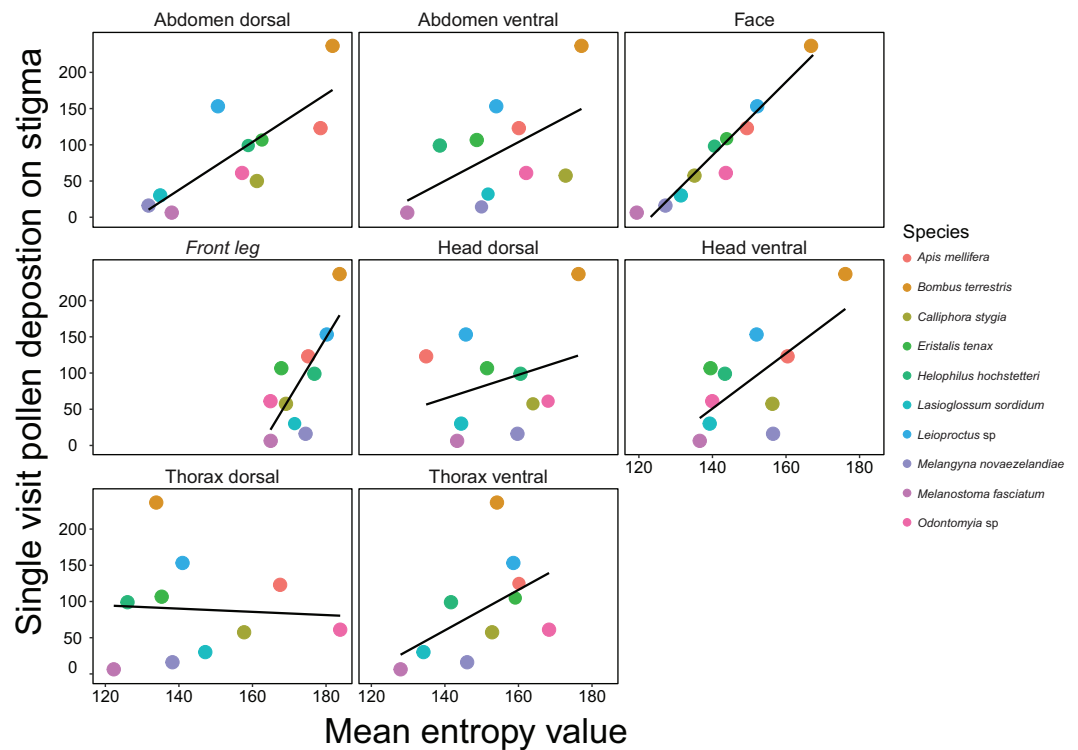 Abdomen dorsal
Abdomen ventral
Face
Single visit pollen depostion on stigma
200
150
100
50
0
Front leg
Head dorsal
Head ventral
200
150
100
50
0
120 140 160 180
Thorax dorsal
Thorax ventral
200
150
100
50
0
120 140 160 180
120 140 160 180
Mean entropy value
Species
Apis mellifera
Bombus terrestris
Calliphora stygia
Eristalis tenax
Helophilus hochstetteri
Lasioglossum sordidum
Leioproctus sp
Melangyna novaezelandiae
Melanostoma fasciatum
Odontomyia sp